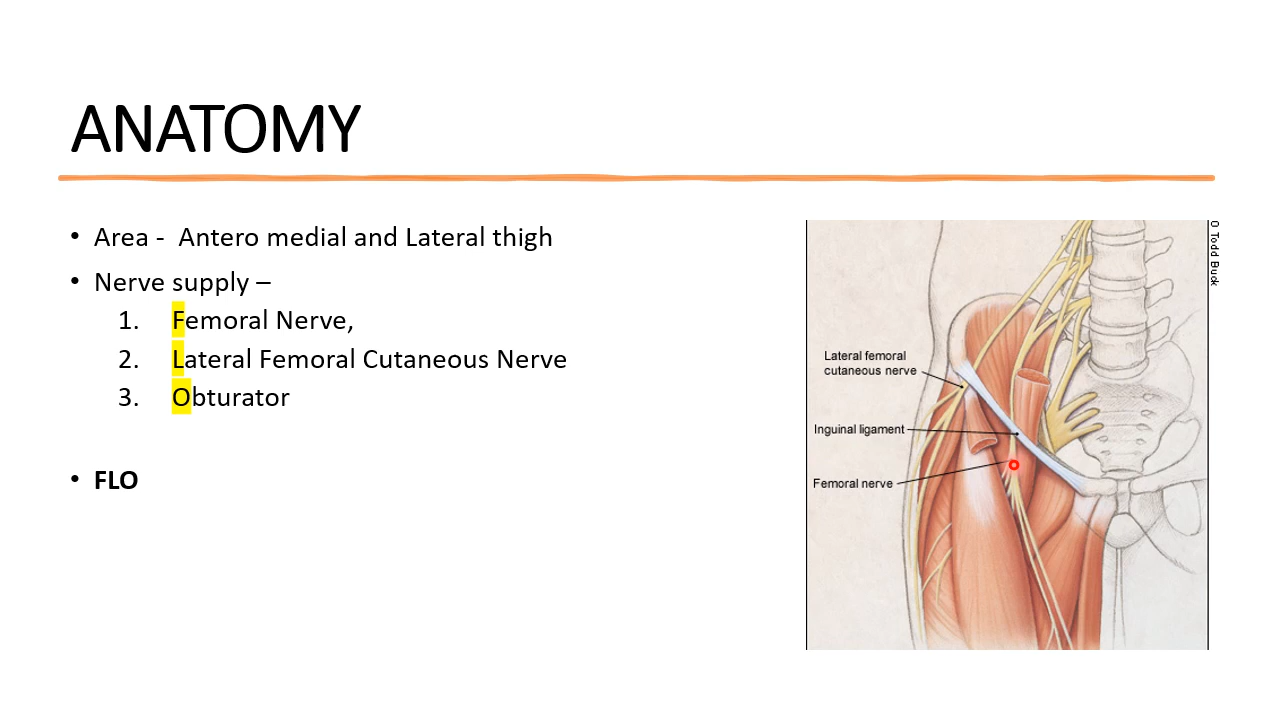 ANATOMY
• Area - Antero medial and Lateral thigh
• Nerve supply –
1. Femoral Nerve,
2. Lateral Femoral Cutaneous Nerve
3. Obturator
• FLO
© Todd Buck
Lateral femoral
cutaneous nerve
Inguinal ligament
Femoral nerve